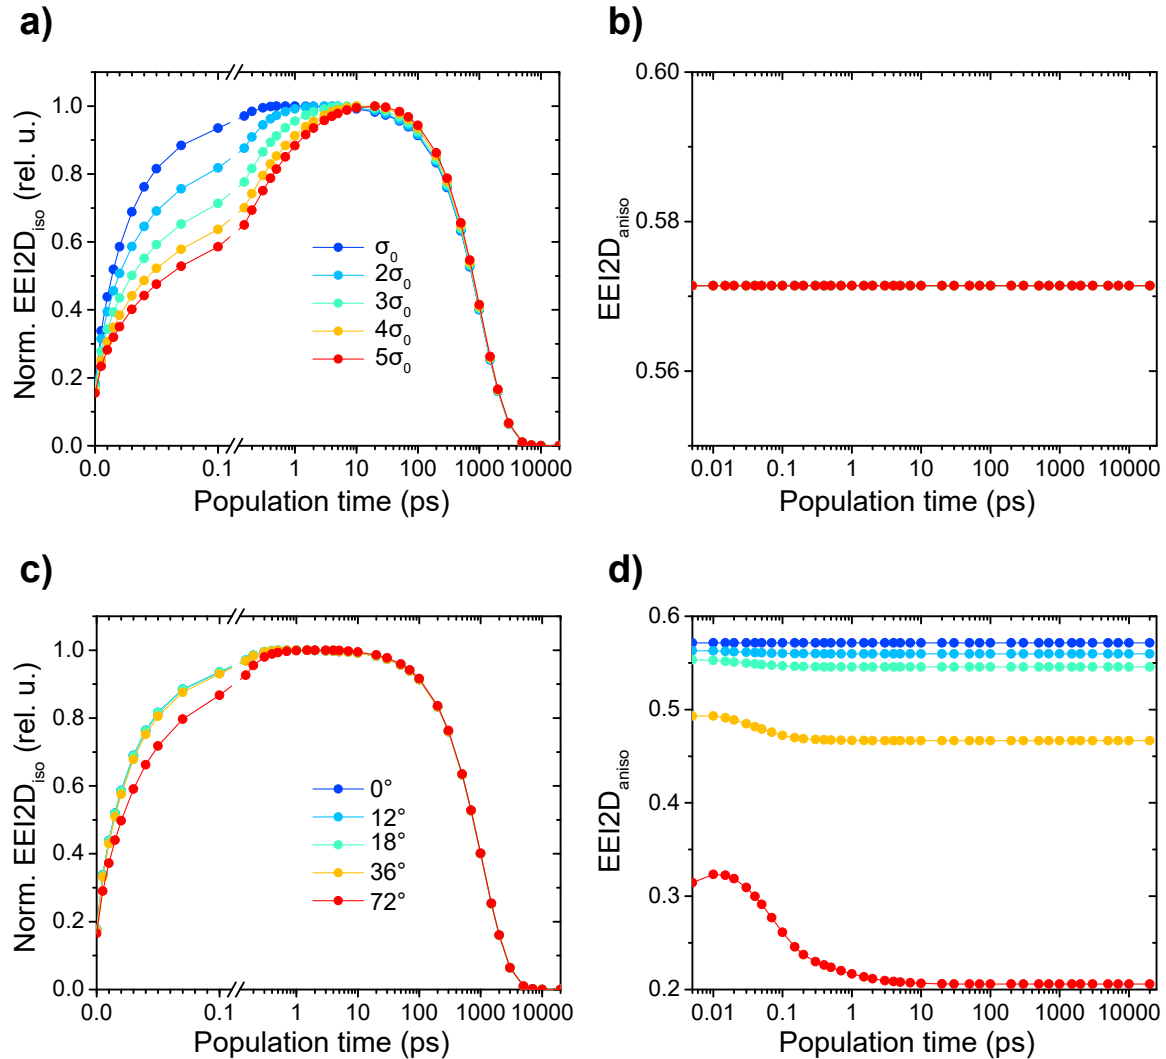 a)
Norm. EEI2D_iso (rel. u.)
1.0
0.8
0.6
0.4
0.2
0.0
σ_0
2σ_0
3σ_0
4σ_0
5σ_0
0.0 0.1 1 10 100 1000 10000
Population time (ps)
b)
EEI2D_aniso
0.60
0.58
0.56
0.01 0.1 1 10 100 1000 10000
Population time (ps)
c)
Norm. EEI2D_iso (rel. u.)
1.0
0.8
0.6
0.4
0.2
0.0
0°
12°
18°
36°
72°
0.0 0.1 1 10 100 1000 10000
Population time (ps)
d)
EEI2D_aniso
0.6
0.5
0.4
0.3
0.2
0.01 0.1 1 10 100 1000 10000
Population time (ps)